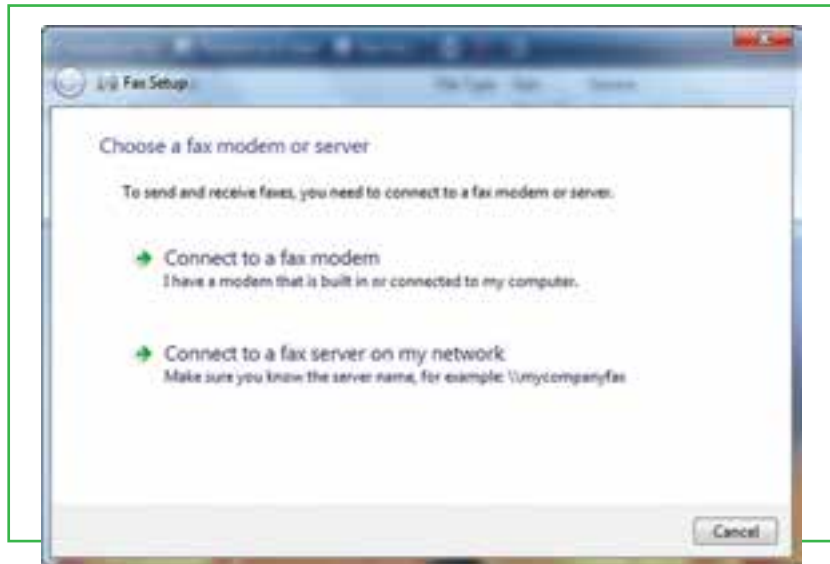 Fax Setup
Choose a fax modem or server
To send and receive faxes, you need to connect to a fax modem or server.
Connect to a fax modem
I have a modem that is built in or connected to my computer.
Connect to a fax server on my network
Make sure you know the server name, for example: \\mycompanyfax
Cancel